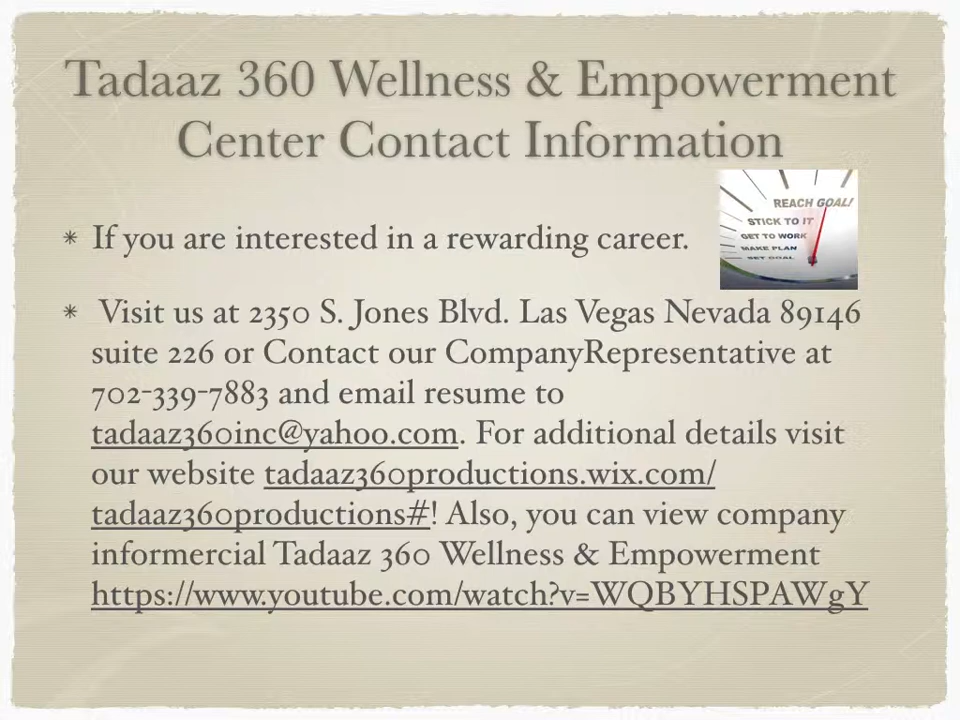 Tadaaz 360 Wellness & Empowerment
Center Contact Information
REACH GOAL!
STICK TO IT
GET TO WORK
MAKE PLAN
SET GOAL
* If you are interested in a rewarding career.
* Visit us at 2350 S. Jones Blvd. Las Vegas Nevada 89146
suite 226 or Contact our CompanyRepresentative at
702-339-7883 and email resume to
tadaaz360inc@yahoo.com. For additional details visit
our website tadaaz360productions.wix.com/
tadaaz360productions#! Also, you can view company
informercial Tadaaz 360 Wellness & Empowerment
https://www.youtube.com/watch?v=WQBYHSPAWgY